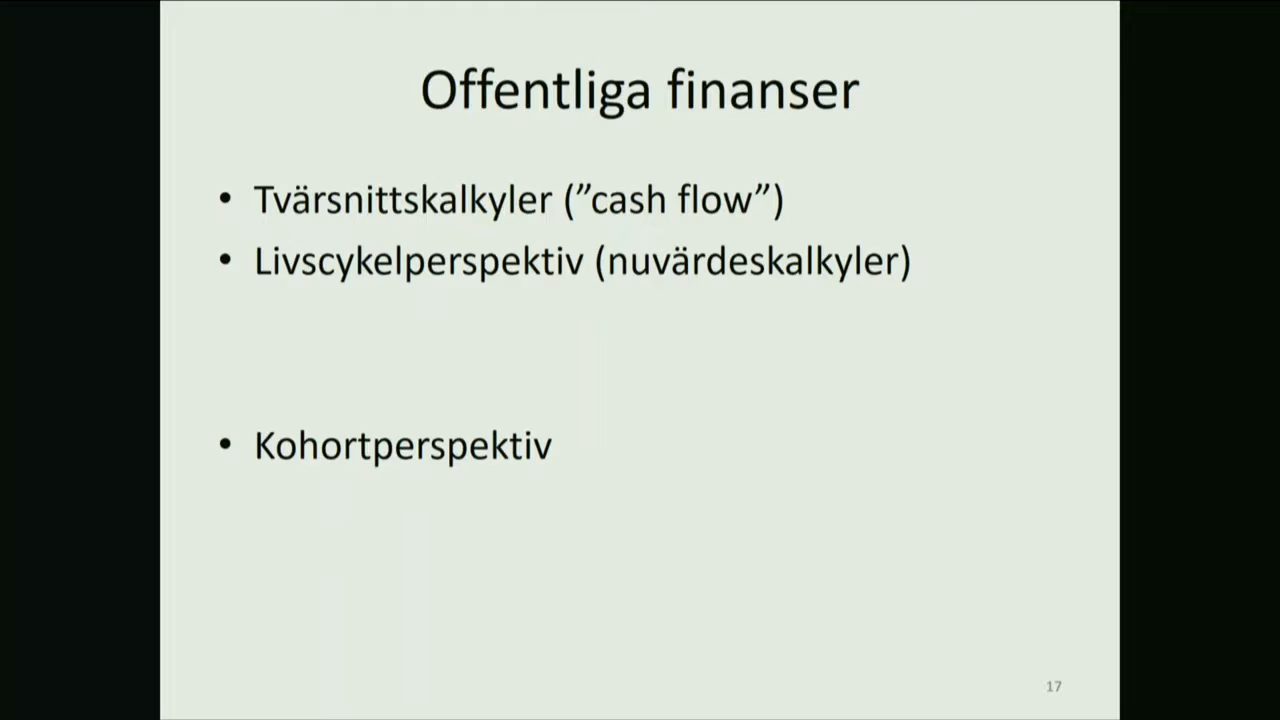 Offentliga finanser
• Tvärsnittskalkyler (”cash flow”)
• Livscykelperspektiv (nuvärdeskalkyler)
• Kohortperspektiv
17